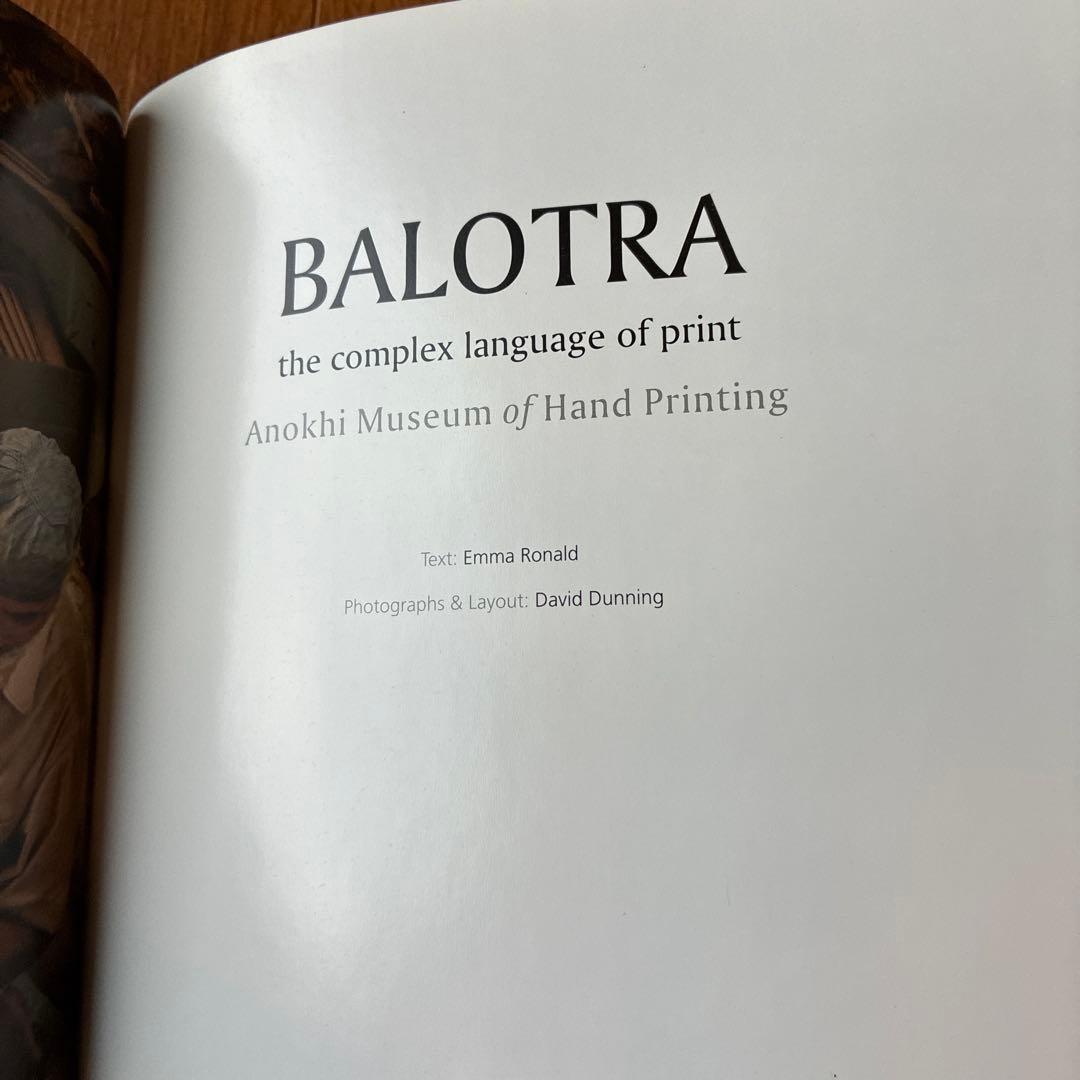 BALOTRA
the complex language of print
Anokhi Museum of Hand Printing
Text: Emma Ronald
Photographs & Layout: David Dunning